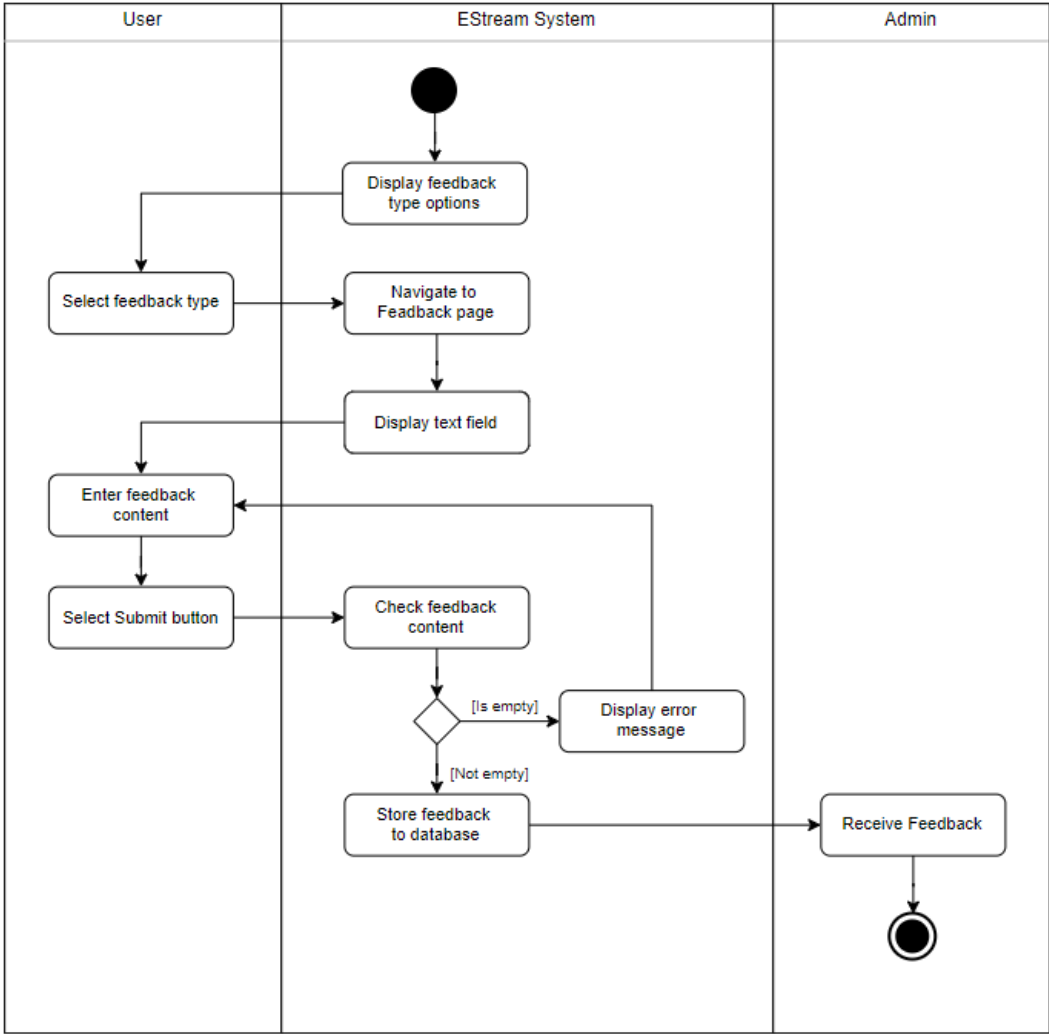 User
EStream System
Admin
Display feedback
type options
Select feedback type
Navigate to
Feadback page
Display text field
Enter feedback
content
Select Submit button
Check feedback
content
[Is empty]
Display error
message
[Not empty]
Store feedback
to database
Receive Feedback